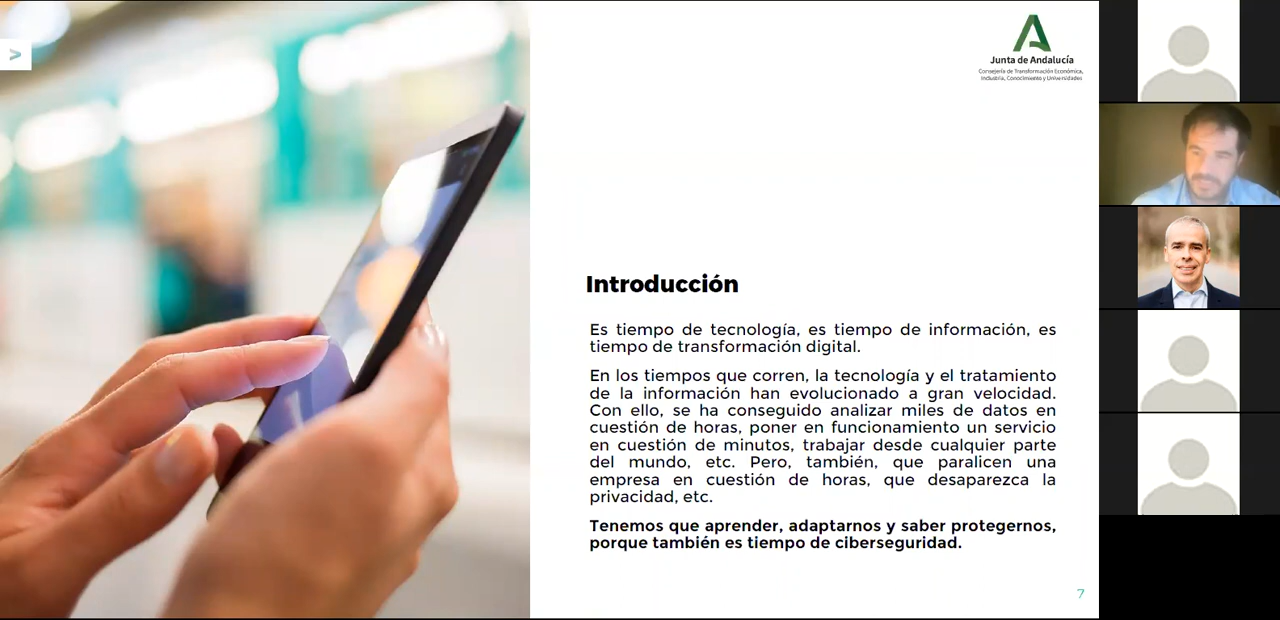 >
Junta de Andalucía
Consejería de Transformación Económica,
Industria, Conocimiento y Universidades
Introducción
Es tiempo de tecnología, es tiempo de información, es
tiempo de transformación digital.
En los tiempos que corren, la tecnología y el tratamiento
de la información han evolucionado a gran velocidad.
Con ello, se ha conseguido analizar miles de datos en
cuestión de horas, poner en funcionamiento un servicio
en cuestión de minutos, trabajar desde cualquier parte
del mundo, etc. Pero, también, que paralicen una
empresa en cuestión de horas, que desaparezca la
privacidad, etc.
Tenemos que aprender, adaptarnos y saber protegernos,
porque también es tiempo de ciberseguridad.
7